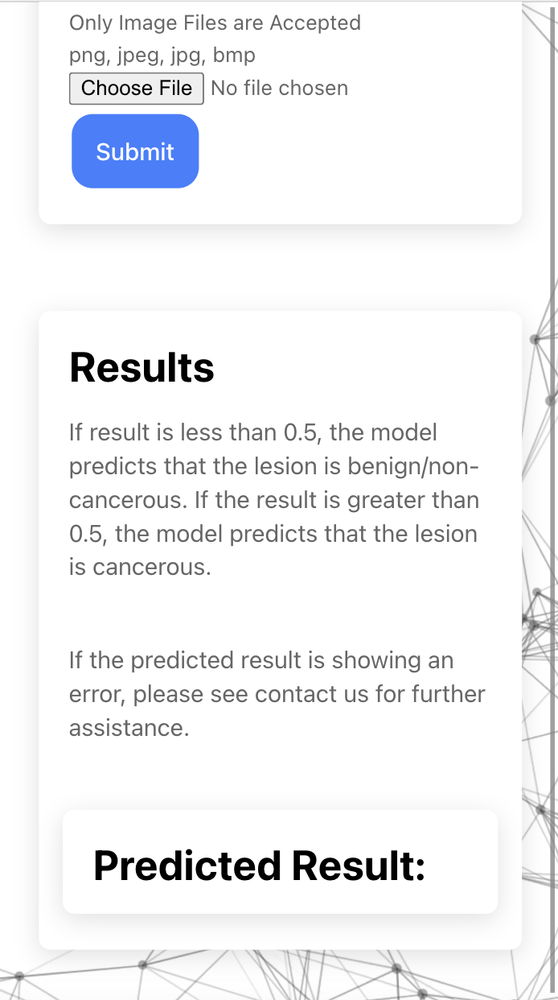 Only Image Files are Accepted
png, jpeg, jpg, bmp
Choose File No file chosen
Submit
Results
If result is less than 0.5, the model
predicts that the lesion is benign/non-
cancerous. If the result is greater than
0.5, the model predicts that the lesion
is cancerous.
If the predicted result is showing an
error, please see contact us for further
assistance.
Predicted Result: